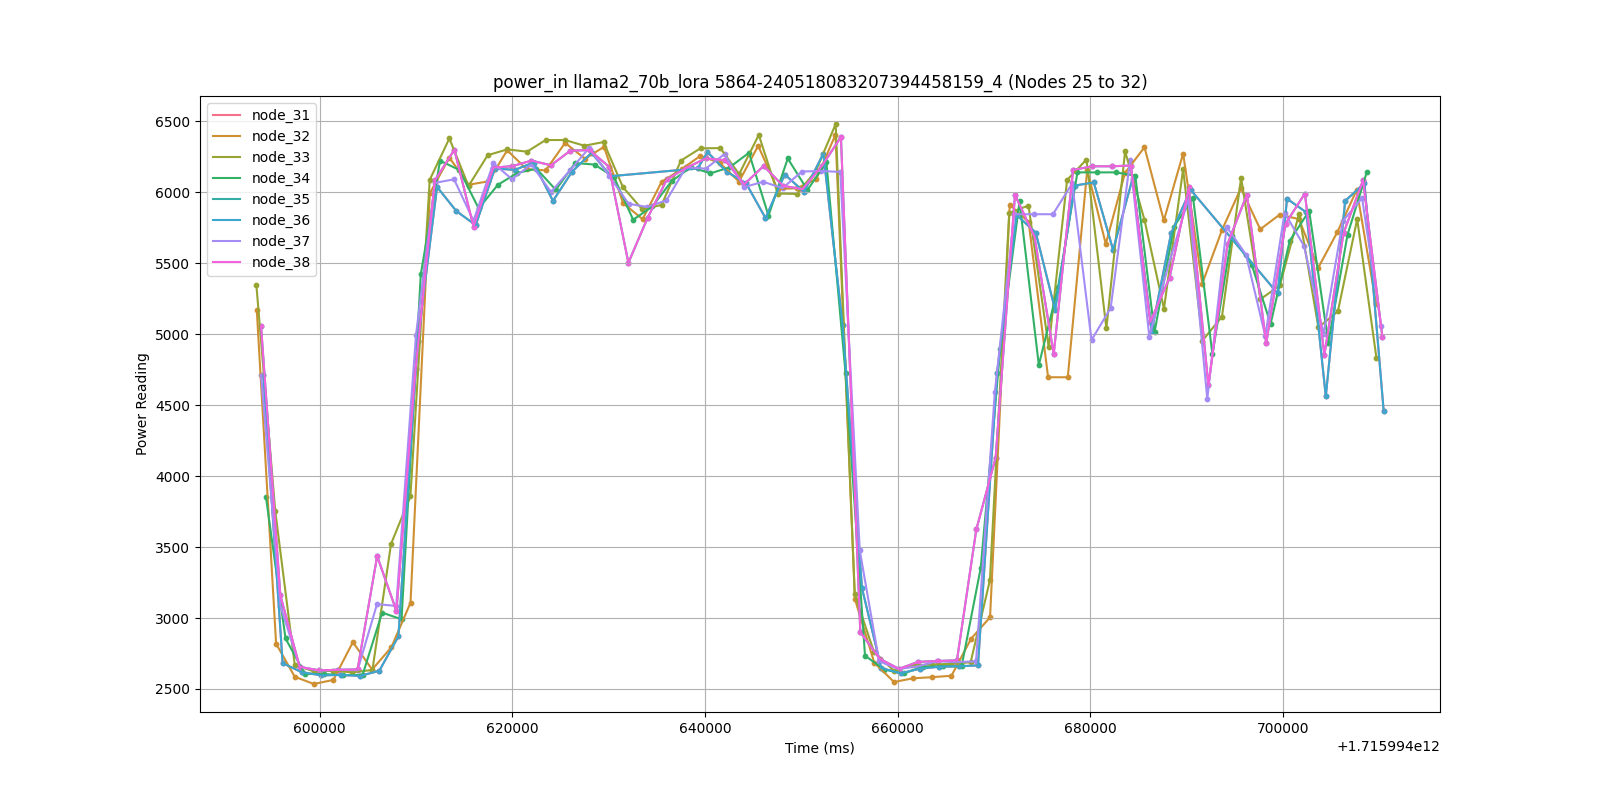 power_in llama2_70b_lora 5864-240518083207394458159_4 (Nodes 25 to 32)
node_31
node_32
node_33
node_34
node_35
node_36
node_37
node_38
6500
6000
5500
5000
4500
4000
3500
3000
2500
Power Reading
600000 620000 640000 660000 680000 700000
Time (ms)
+1.715994e12